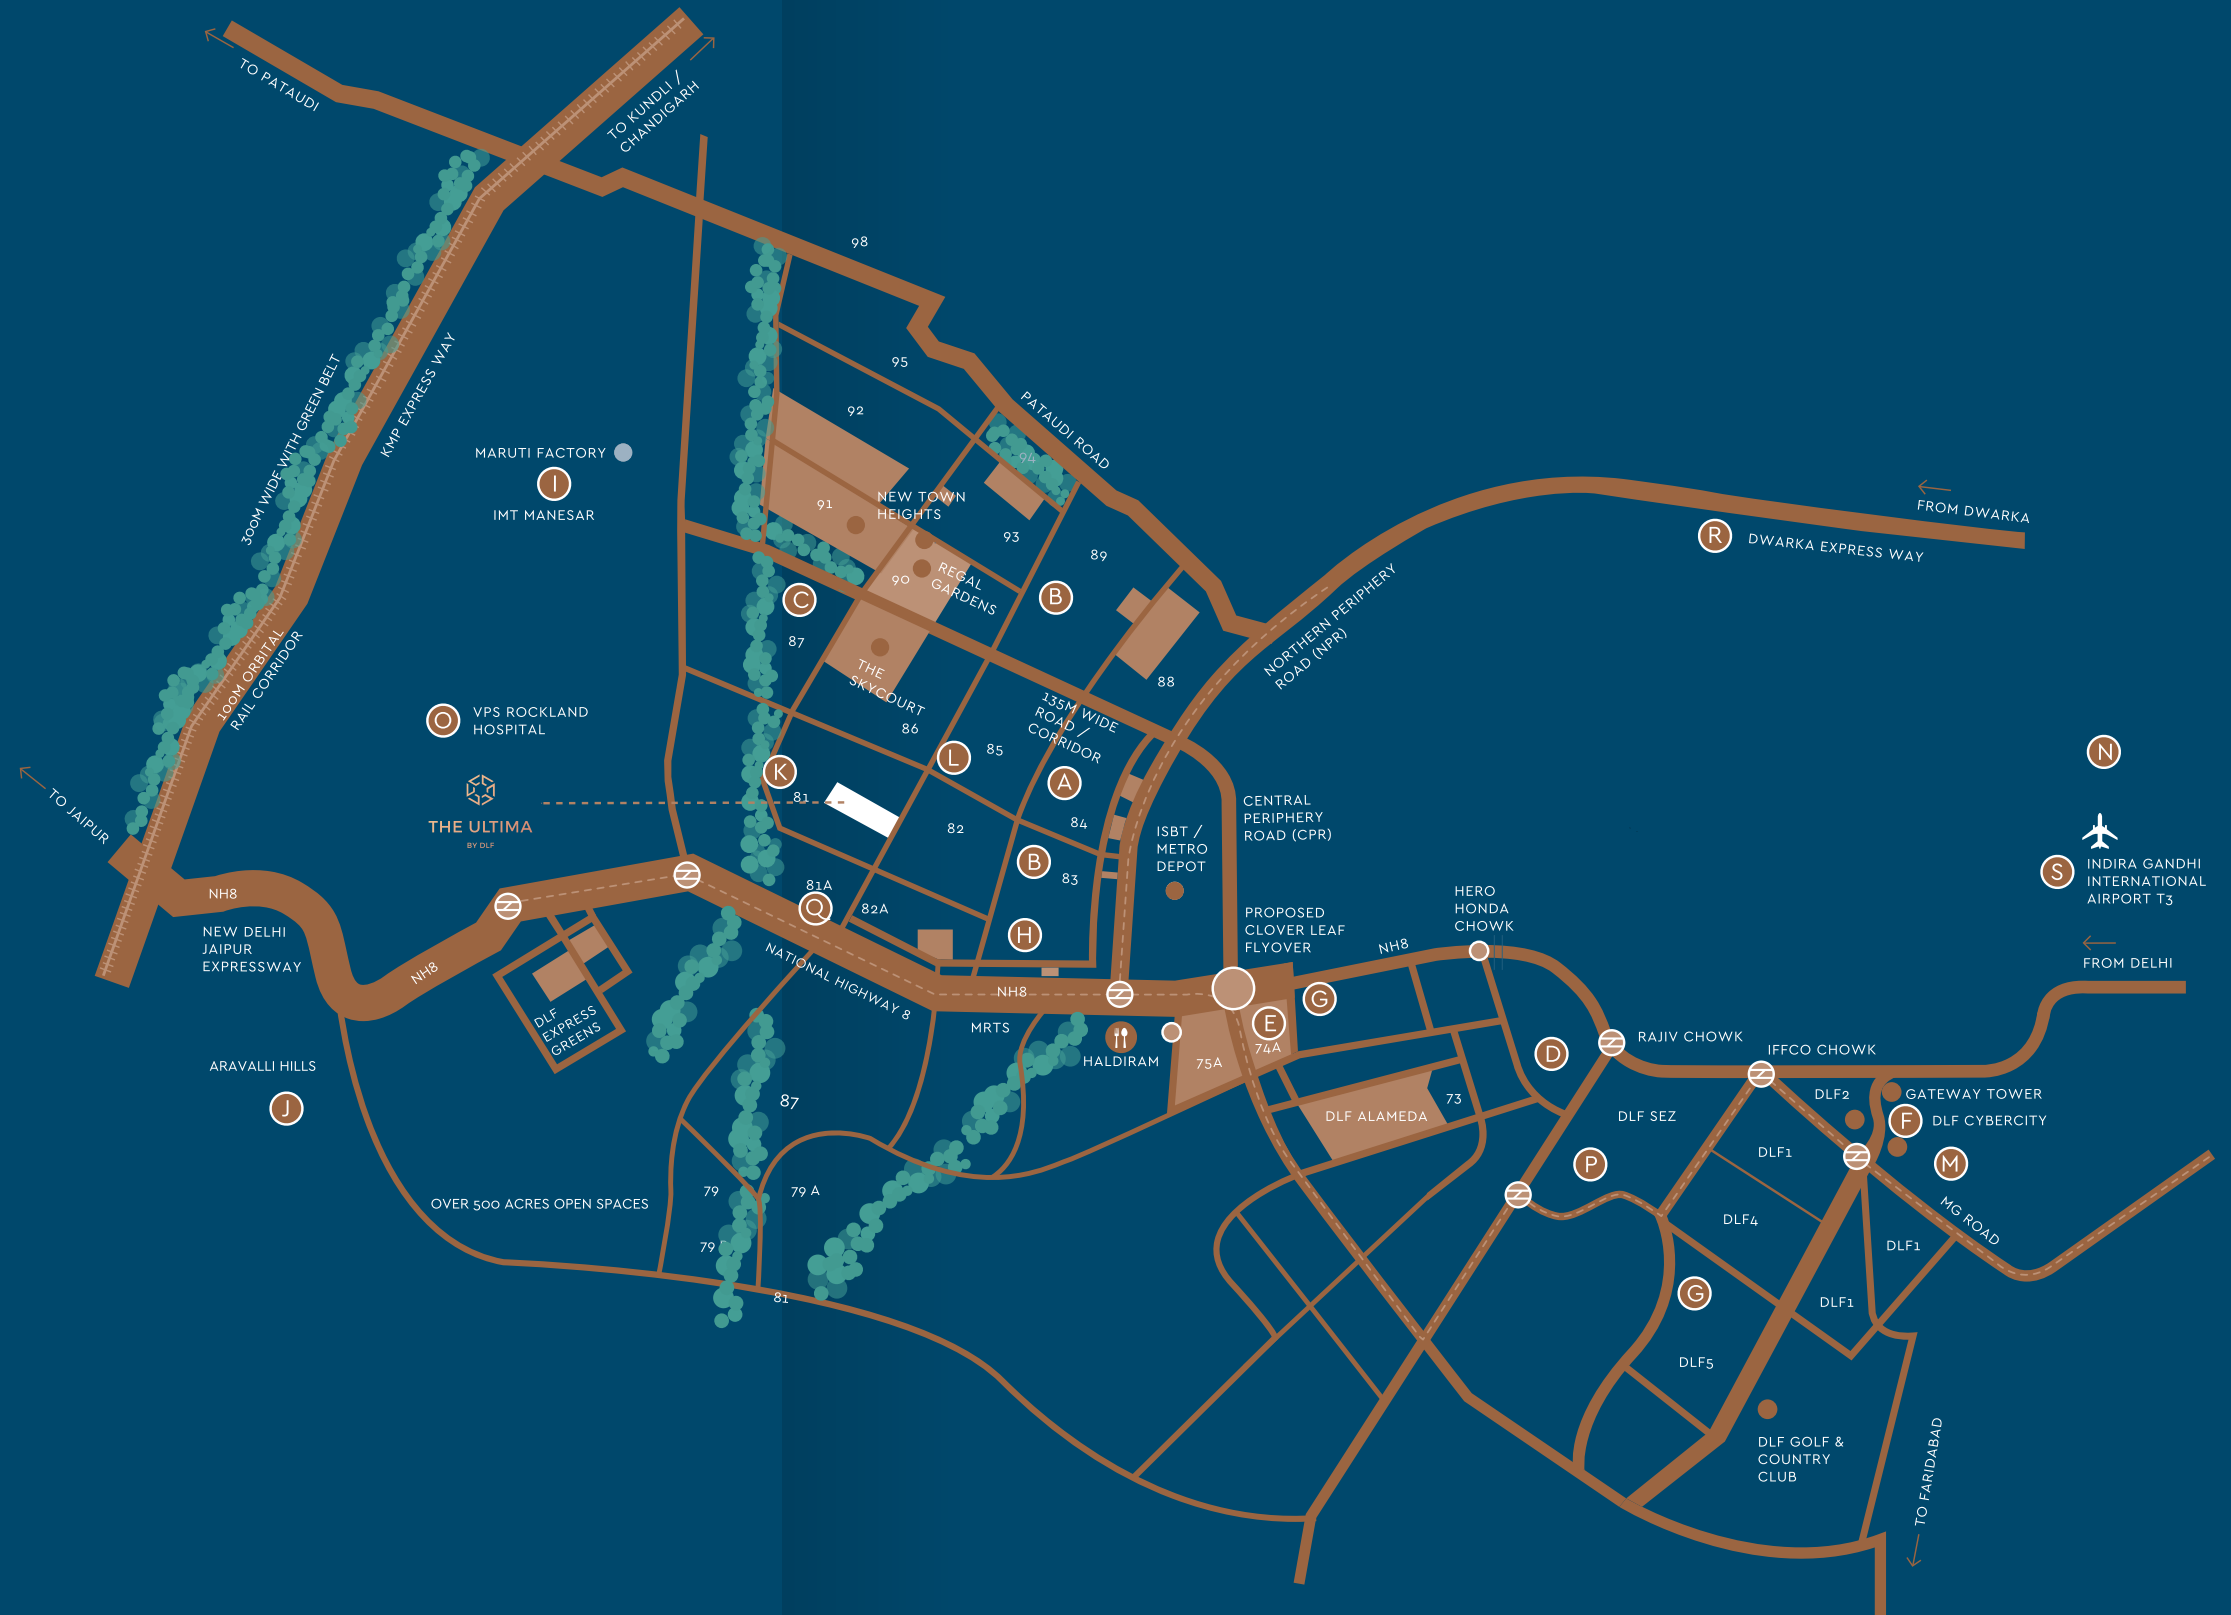 TO PATAUDI
TO KUNDLI /
CHANDIGARH
98
95
92
PATAUDI ROAD
94
300M WIDE WITH GREEN BELT
KMP EXPRESS WAY
MARUTI FACTORY
I
IMT MANESAR
NEW TOWN
HEIGHTS
91
93
89
FROM DWARKA
R
DWARKA EXPRESS WAY
90
REGAL
GARDENS
C
B
87
THE
SKYCOURT
88
NORTHERN PERIPHERY
ROAD (NPR)
100M ORBITAL
RAIL CORRIDOR
O
VPS ROCKLAND
HOSPITAL
86
135M WIDE
ROAD /
CORRIDOR
L
85
K
A
N
TO JAIPUR
THE ULTIMA
BY DLF
81
82
84
CENTRAL
PERIPHERY
ROAD (CPR)
ISBT /
METRO
DEPOT
B
83
S
INDIRA GANDHI
INTERNATIONAL
AIRPORT T3
NH8
81A
Q
82A
H
HERO
HONDA
CHOWK
PROPOSED
CLOVER LEAF
FLYOVER
NEW DELHI
JAIPUR
EXPRESSWAY
NH8
NATIONAL HIGHWAY 8
NH8
NH8
FROM DELHI
DLF
EXPRESS
GREENS
MRTS
HALDIRAM
G
E
74A
75A
D
RAJIV CHOWK
IFFCO CHOWK
ARAVALLI HILLS
J
87
DLF ALAMEDA
73
DLF SEZ
DLF2
GATEWAY TOWER
F
DLF CYBERCITY
DLF1
P
M
OVER 500 ACRES OPEN SPACES
79
79 A
79
81
DLF4
MG ROAD
DLF1
G
DLF1
DLF5
DLF GOLF &
COUNTRY
CLUB
TO FARIDABAD